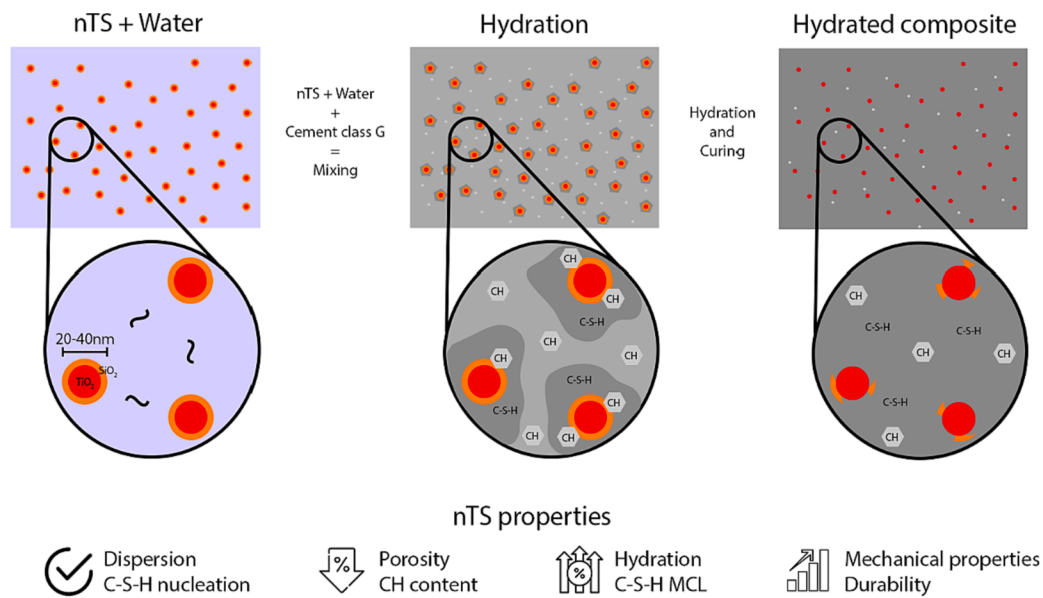 nTS + Water
Hydration
Hydrated composite
nTS + Water
+
Cement class G
=
Mixing
Hydration
and
Curing
20-40nm
SiO2
TiO2
CH
CH
CH
C-S-H
CH
CH
CH
C-S-H
C-S-H
CH
CH
CH
CH
C-S-H
C-S-H
CH
CH
C-S-H
CH
nTS properties
Dispersion
C-S-H nucleation
%
Porosity
CH content
%
Hydration
C-S-H MCL
Mechanical properties
Durability